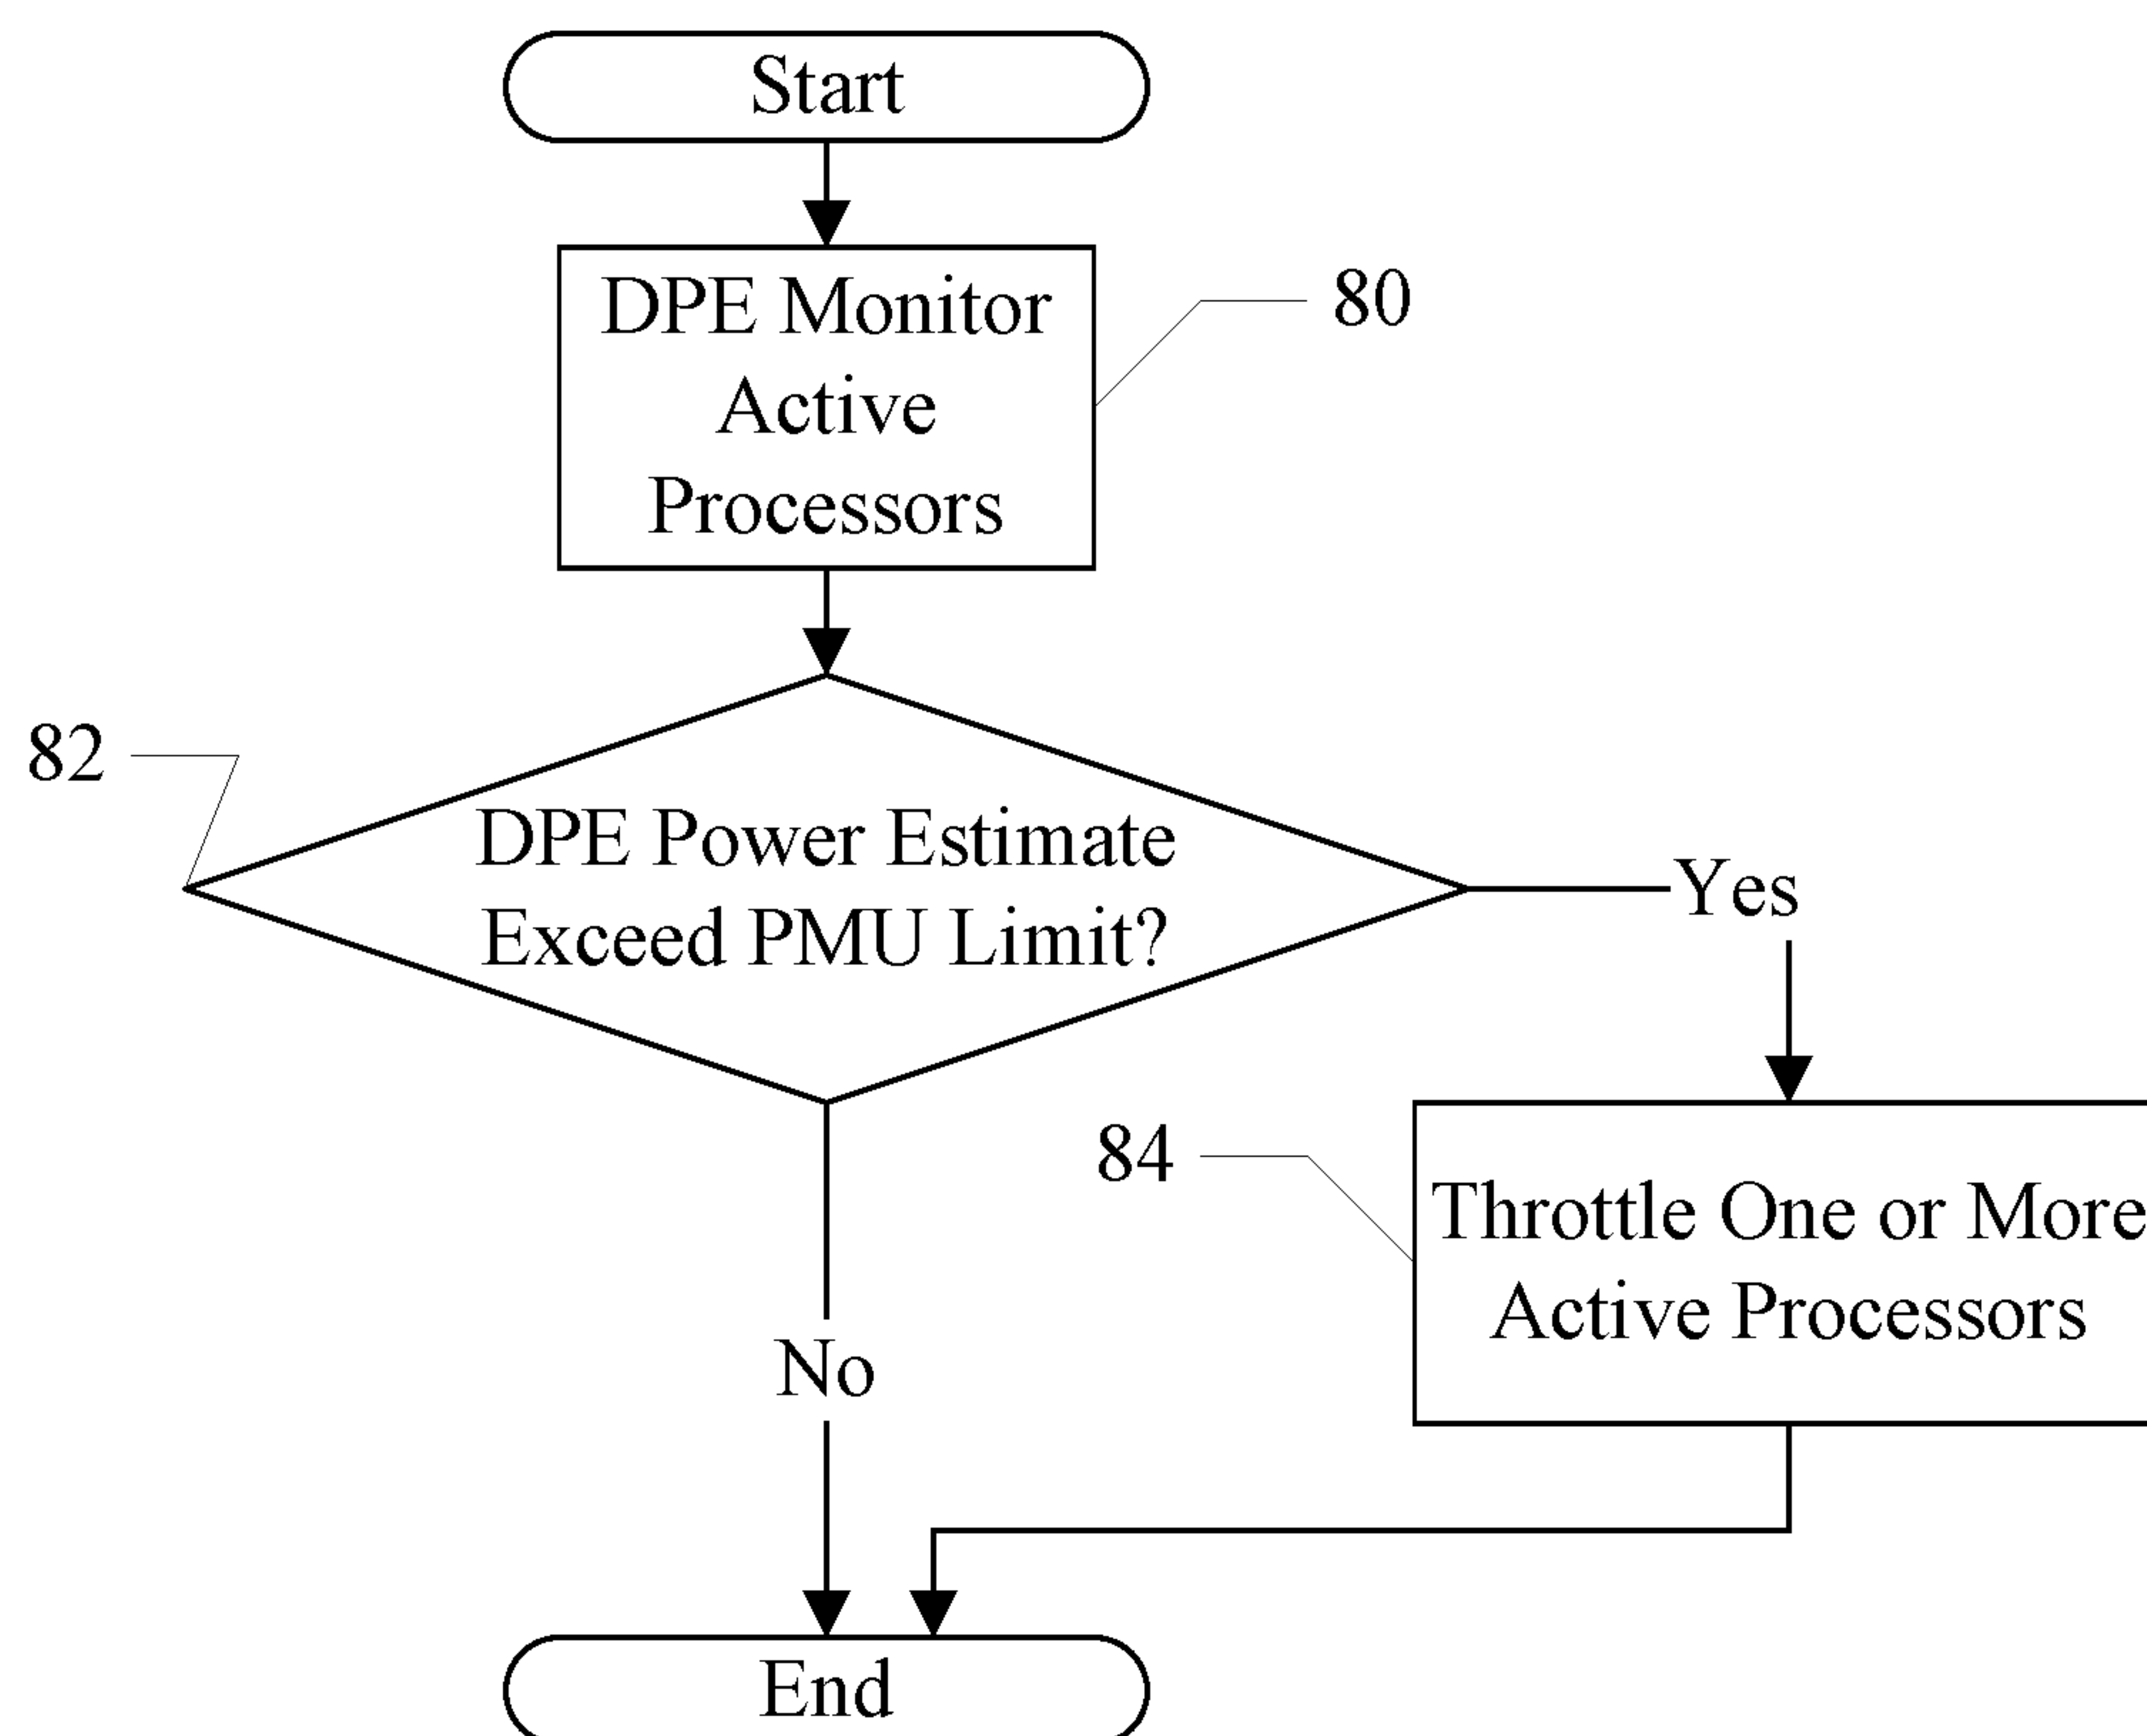 Start
DPE Monitor
Active
Processors
80
82
DPE Power Estimate
Exceed PMU Limit?
Yes
84
Throttle One or More
Active Processors
No
End